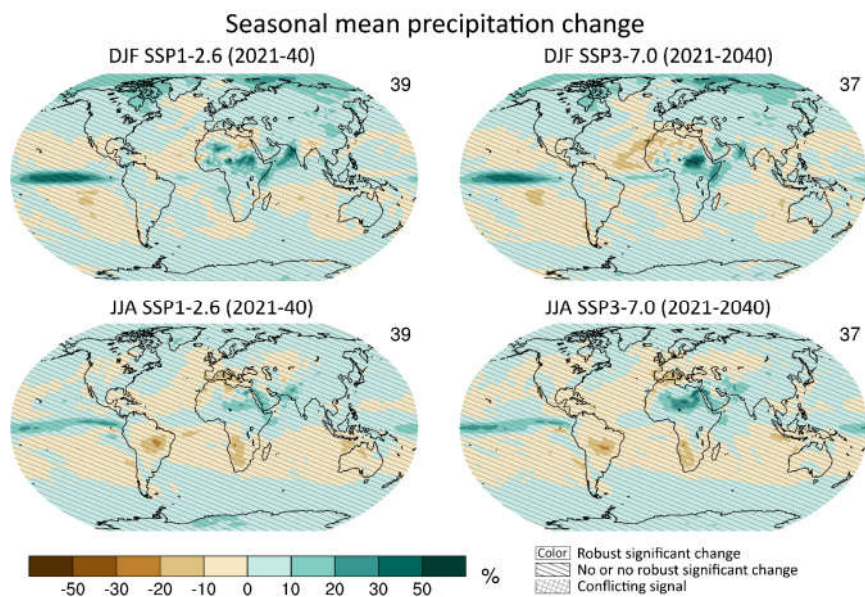 Seasonal mean precipitation change
DJF SSP1-2.6 (2021-40)
39
DJF SSP3-7.0 (2021-2040)
37
JJA SSP1-2.6 (2021-40)
39
JJA SSP3-7.0 (2021-2040)
37
-50 -30 -20 -10 0 10 20 30 50 %
Color Robust significant change
No or no robust significant change
Conflicting signal